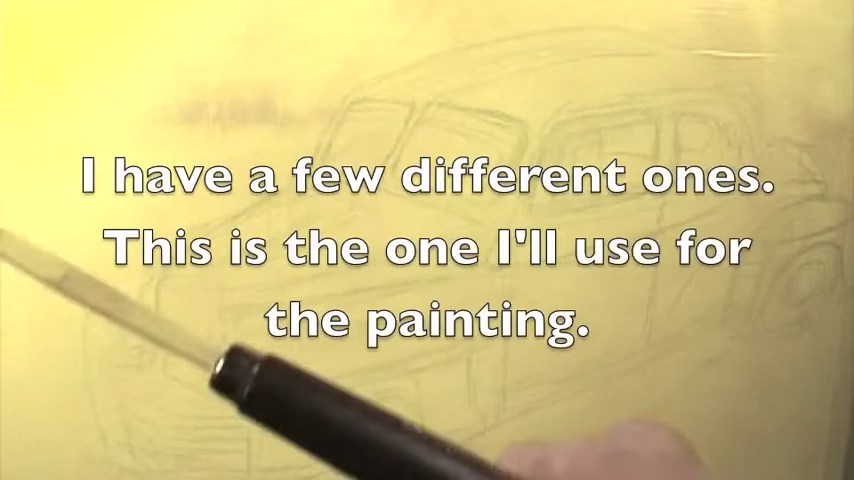 I have a few different ones.
This is the one I'll use for
the painting.